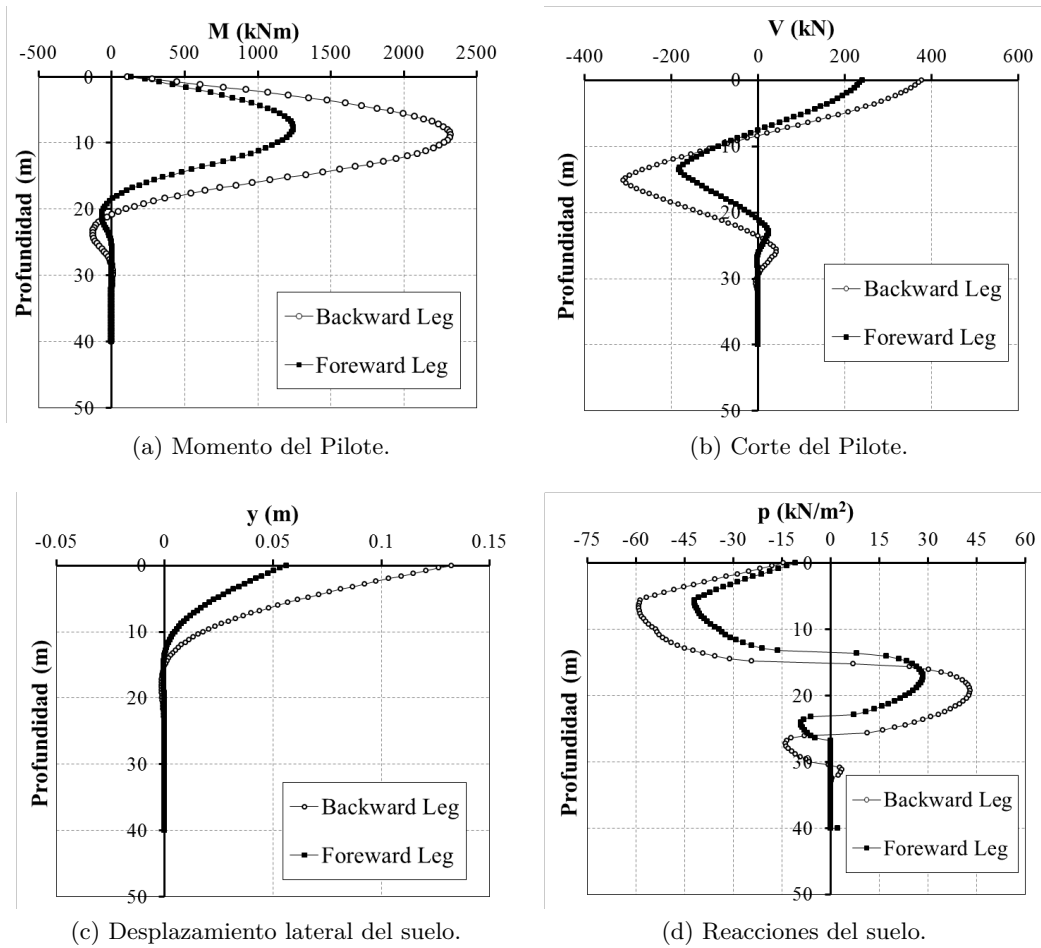 M (kNm)
-500 0 500 1000 1500 2000 2500
0
10
20
30
40
50
Profundidad (m)
Backward Leg
Foreward Leg
(a) Momento del Pilote.
V (kN)
-400 -200 0 200 400 600
0
10
20
30
40
50
Profundidad (m)
Backward Leg
Foreward Leg
(b) Corte del Pilote.
y (m)
-0.05 0 0.05 0.1 0.15
0
10
20
30
40
50
Profundidad (m)
Backward Leg
Foreward Leg
(c) Desplazamiento lateral del suelo.
p (kN/m²)
-75 -60 -45 -30 -15 0 15 30 45 60
0
10
20
30
40
50
Profundidad (m)
Backward Leg
Foreward Leg
(d) Reacciones del suelo.